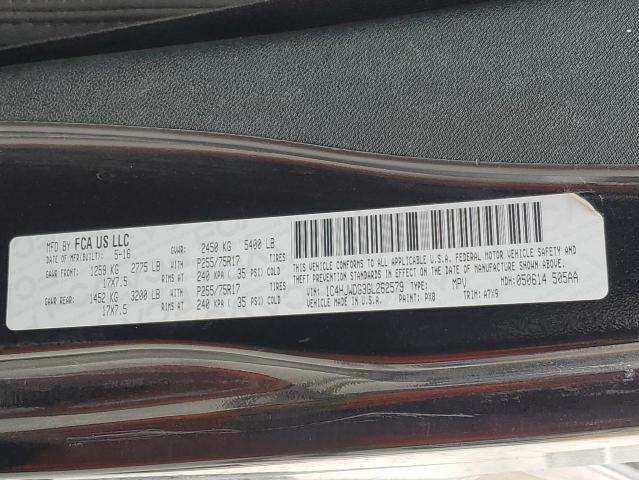 MFD BY FCA US LLC
DATE OF MFR(BUILT): 5-16 GVWR: 2450 KG 5400 LB
GAWR FRONT: 1259 KG 2775 LB WITH P255/75R17 TIRES
17X7.5 RIMS AT 240 KPA ( 35 PSI) COLD
GAWR REAR: 1452 KG 3200 LB WITH P255/75R17 TIRES
17X7.5 RIMS AT 240 KPA ( 35 PSI) COLD
THIS VEHICLE CONFORMS TO ALL APPLICABLE U.S.A. FEDERAL MOTOR VEHICLE SAFETY AND
THEFT PREVENTION STANDARDS IN EFFECT ON THE DATE OF MANUFACTURE SHOWN ABOVE.
VIN: 1C4HJWDG3GL262579 TYPE: MPV MDH: 050614 505AA
MADE IN U.S.A. PAINT: PX8 TRIM: A7X9